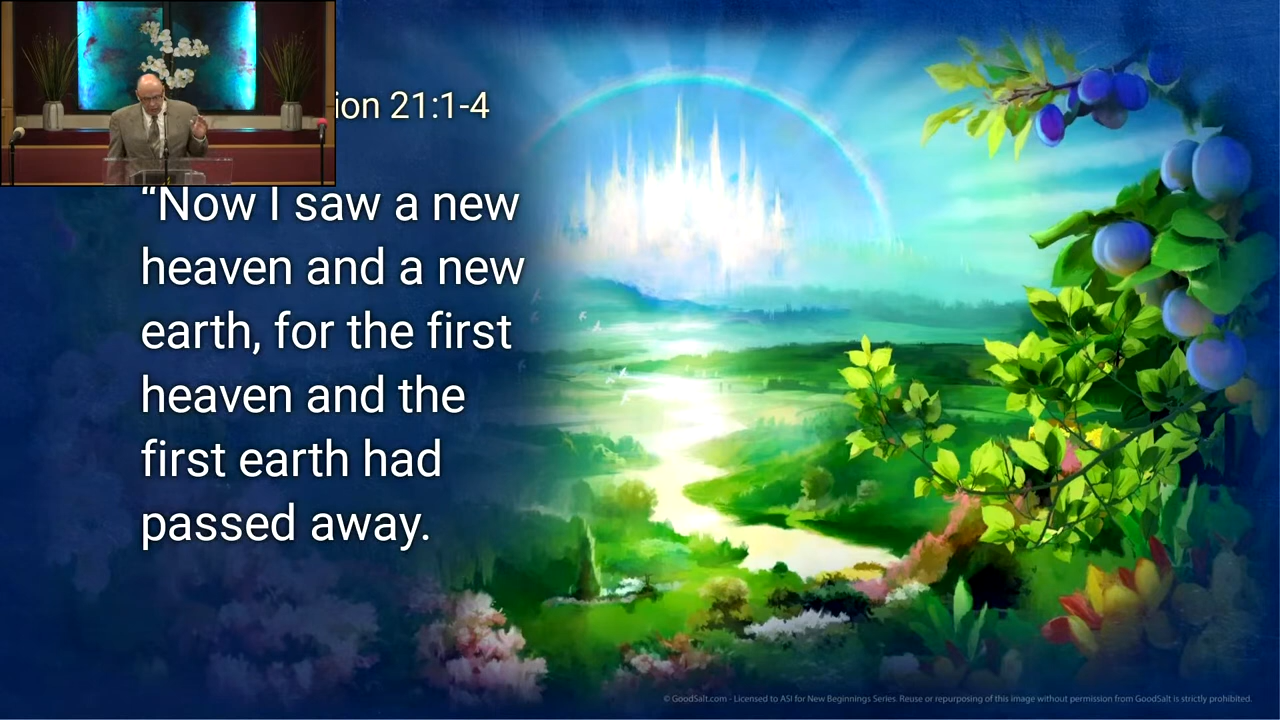 ion 21:1-4
“Now I saw a new
heaven and a new
earth, for the first
heaven and the
first earth had
passed away.
© GoodSalt.com - Licensed to ASI for New Beginnings Series. Reuse or repurposing of this image without permission from GoodSalt is strictly prohibited.